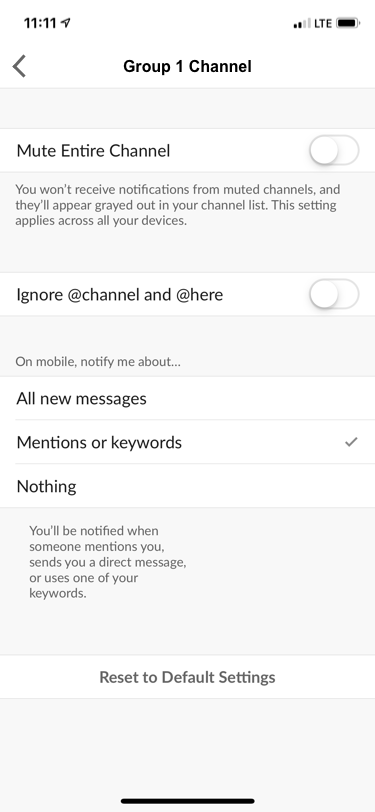 11:11 LTE
Group 1 Channel
Mute Entire Channel
You won't receive notifications from muted channels, and
they'll appear grayed out in your channel list. This setting
applies across all your devices.
Ignore @channel and @here
On mobile, notify me about...
All new messages
Mentions or keywords
Nothing
You'll be notified when
someone mentions you,
sends you a direct message,
or uses one of your
keywords.
Reset to Default Settings